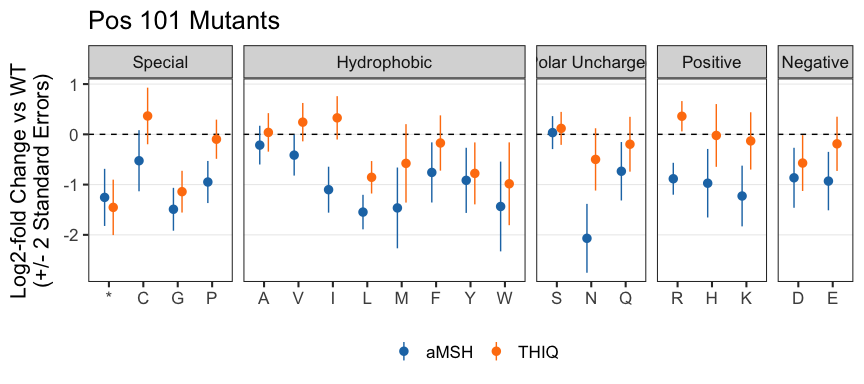 Pos 101 Mutants
Special Hydrophobic olar Uncharge Positive Negative
Log2-fold Change vs WT
(+/- 2 Standard Errors)
1
0
-1
-2
* C G P A V I L M F Y W S N Q R H K D E
aMSH THIQ